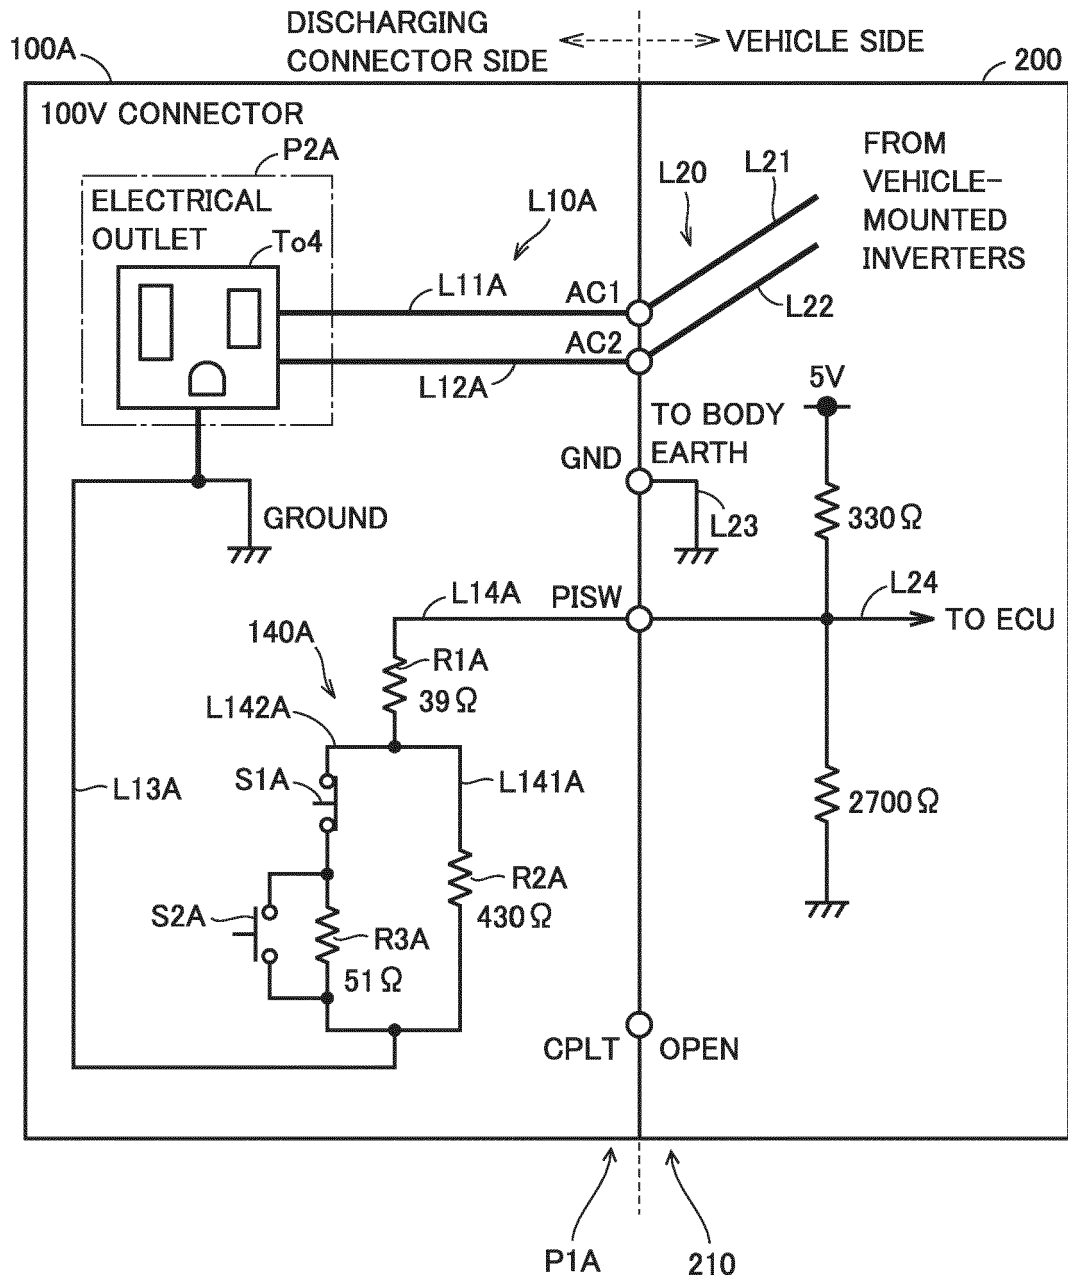 DISCHARGING
CONNECTOR SIDE
VEHICLE SIDE
100A
200
100V CONNECTOR
P2A
ELECTRICAL
OUTLET
To4
L10A
L11A
AC1
AC2
L12A
L20
L21
L22
FROM
VEHICLE-
MOUNTED
INVERTERS
5V
TO BODY
EARTH
GND
L23
GROUND
330Ω
L14A
PISW
L24
TO ECU
140A
R1A
39Ω
L142A
S1A
L141A
L13A
2700Ω
R2A
430Ω
S2A
R3A
51Ω
CPLT
OPEN
P1A
210